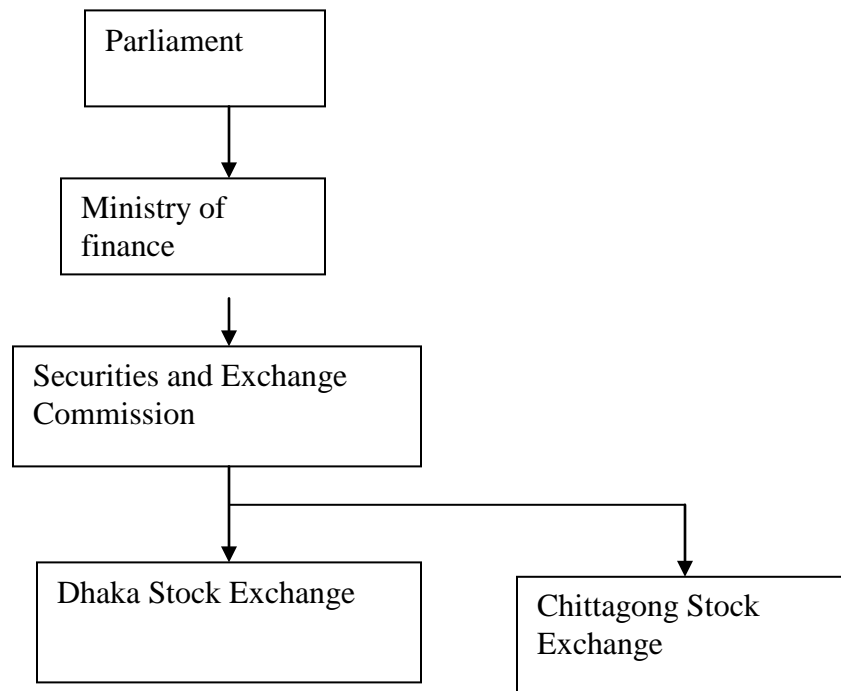 Parliament
Ministry of
finance
Securities and Exchange
Commission
Dhaka Stock Exchange
Chittagong Stock
Exchange